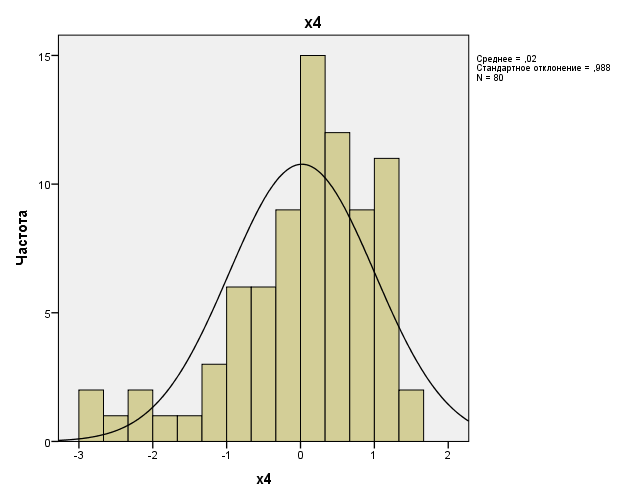 x4
Среднее = ,02
Стандартное отклонение = ,988
N = 80
Частота
15
10
5
0
-3 -2 -1 0 1 2
x4